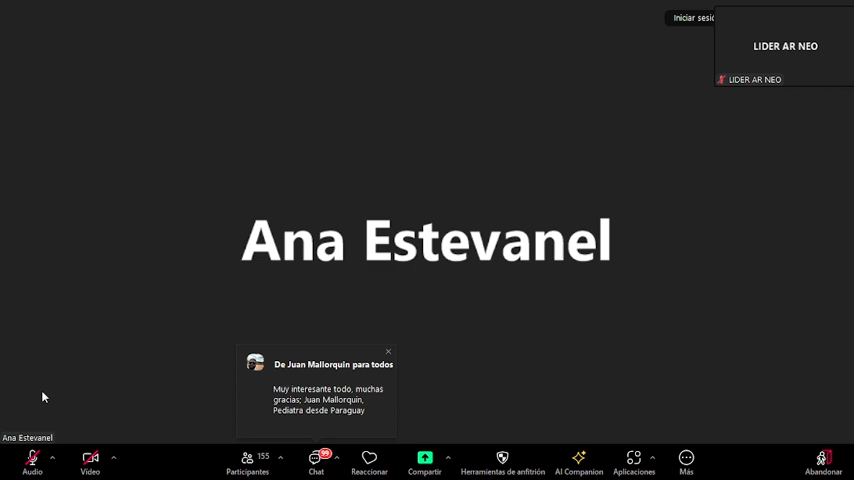 Iniciar sesió
LIDER AR NEO
LIDER AR NEO
Ana Estevanel
De Juan Mallorquin para todos
Muy interesante todo, muchas
gracias; Juan Mallorquin,
Pediatra desde Paraguay
Ana Estevanel
155
99
Audio
Vídeo
Participantes
Chat
Reaccionar
Compartir
Herramientas de anfitrión
AI Companion
Aplicaciones
Más
Abandonar